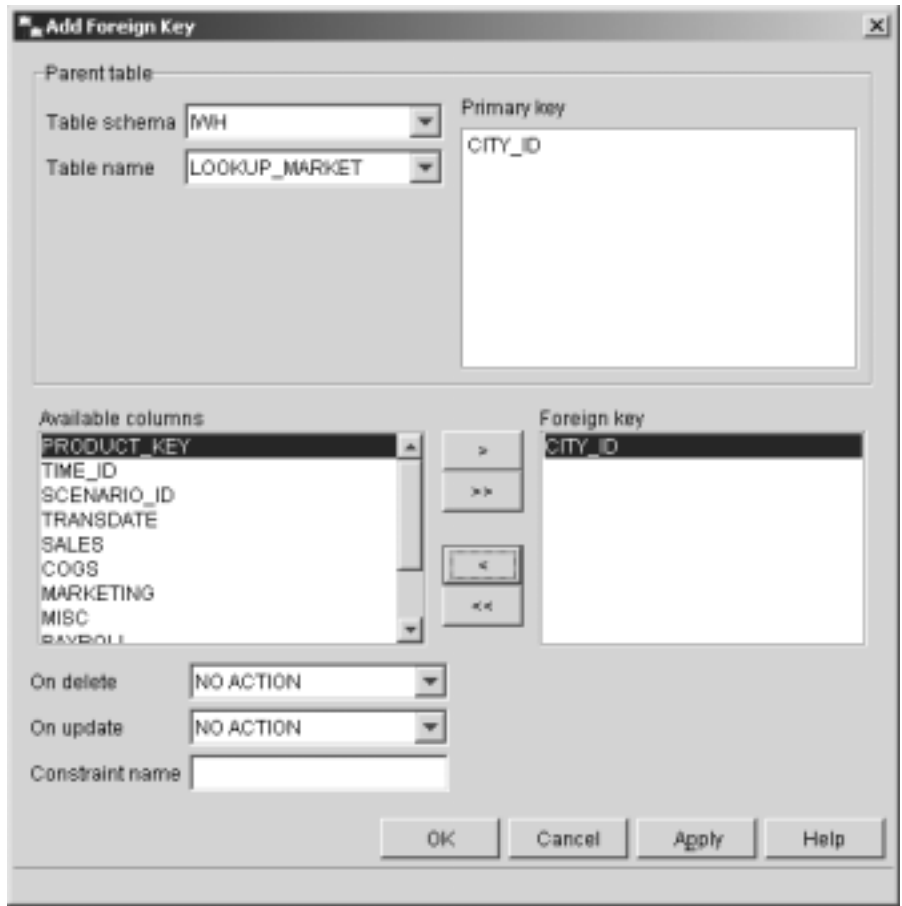 Add Foreign Key
Parent table
Table schema IWH
Table name LOOKUP_MARKET
Primary key
CITY_ID
Available columns
PRODUCT_KEY
TIME_ID
SCENARIO_ID
TRANSDATE
SALES
COGS
MARKETING
MISC
PAYROLL
>
>>
<
<<
Foreign key
CITY_ID
On delete NO ACTION
On update NO ACTION
Constraint name
OK Cancel Apply Help